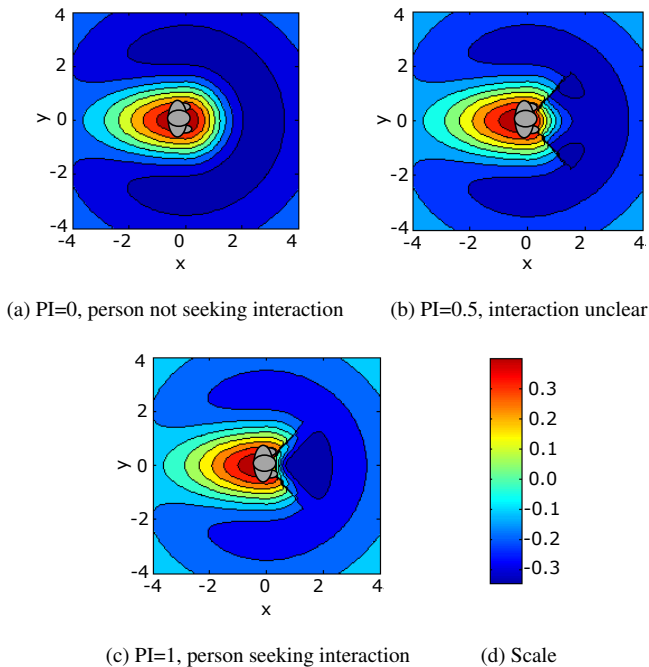 4
2
y 0
-2
-4
-4 -2 0 2 4
x
4
2
y 0
-2
-4
-4 -2 0 2 4
x
(a) PI=0, person not seeking interaction
(b) PI=0.5, interaction unclear
4
2
y 0
-2
-4
-4 -2 0 2 4
x
0.3
0.2
0.1
0.0
-0.1
-0.2
-0.3
(c) PI=1, person seeking interaction
(d) Scale